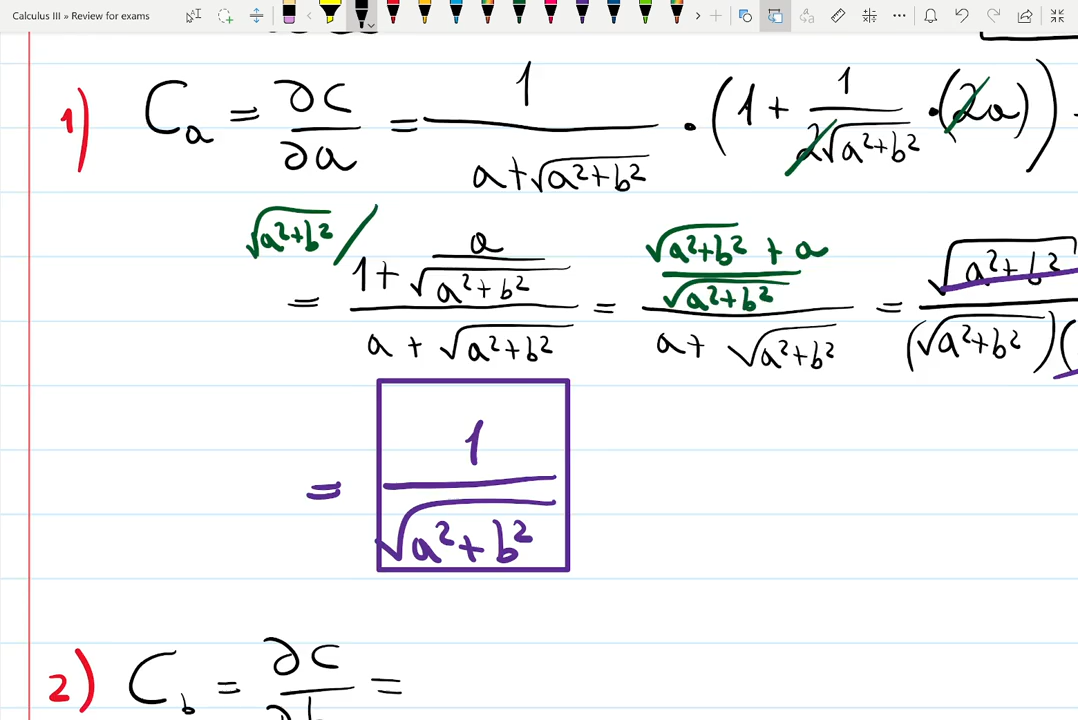 Calculus III » Review for exams
1) Cₐ = ∂c/∂a = 1/(a+√(a²+b²)) · (1 + 1/(2√(a²+b²)) · (2a))
√(a²+b²) / = (1 + a/√(a²+b²))/(a + √(a²+b²)) = ((√(a²+b²) + a)/√(a²+b²))/(a + √(a²+b²)) = √(a²+b²)/(√(a²+b²))(
= 1/√(a²+b²)
2) C_b = ∂c/∂b =